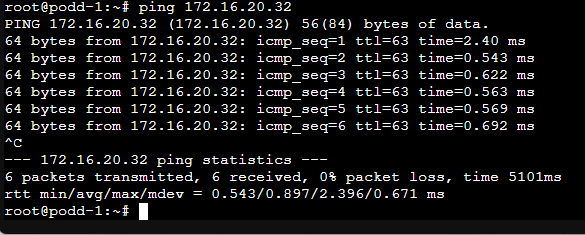 root@podd-1:~# ping 172.16.20.32
PING 172.16.20.32 (172.16.20.32) 56(84) bytes of data.
64 bytes from 172.16.20.32: icmp_seq=1 ttl=63 time=2.40 ms
64 bytes from 172.16.20.32: icmp_seq=2 ttl=63 time=0.543 ms
64 bytes from 172.16.20.32: icmp_seq=3 ttl=63 time=0.622 ms
64 bytes from 172.16.20.32: icmp_seq=4 ttl=63 time=0.563 ms
64 bytes from 172.16.20.32: icmp_seq=5 ttl=63 time=0.569 ms
64 bytes from 172.16.20.32: icmp_seq=6 ttl=63 time=0.692 ms
^C
--- 172.16.20.32 ping statistics ---
6 packets transmitted, 6 received, 0% packet loss, time 5101ms
rtt min/avg/max/mdev = 0.543/0.897/2.396/0.671 ms
root@podd-1:~#